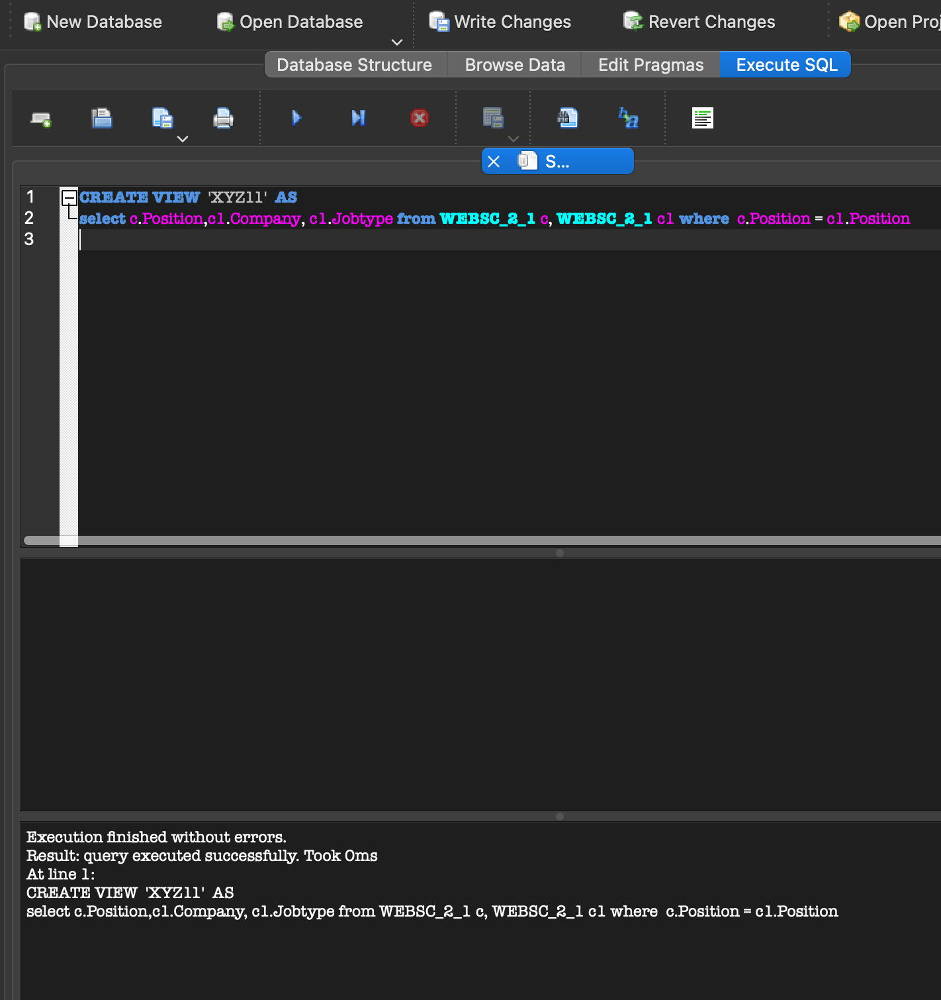 New Database Open Database Write Changes Revert Changes Open Proj
Database Structure Browse Data Edit Pragmas Execute SQL
S...
1 CREATE VIEW 'XYZ11' AS
2 select c.Position,c1.Company, c1.Jobtype from WEBSC_2_1 c, WEBSC_2_1 c1 where c.Position = c1.Position
3
Execution finished without errors.
Result: query executed successfully. Took 0ms
At line 1:
CREATE VIEW 'XYZ11' AS
select c.Position,c1.Company, c1.Jobtype from WEBSC_2_1 c, WEBSC_2_1 c1 where c.Position = c1.Position